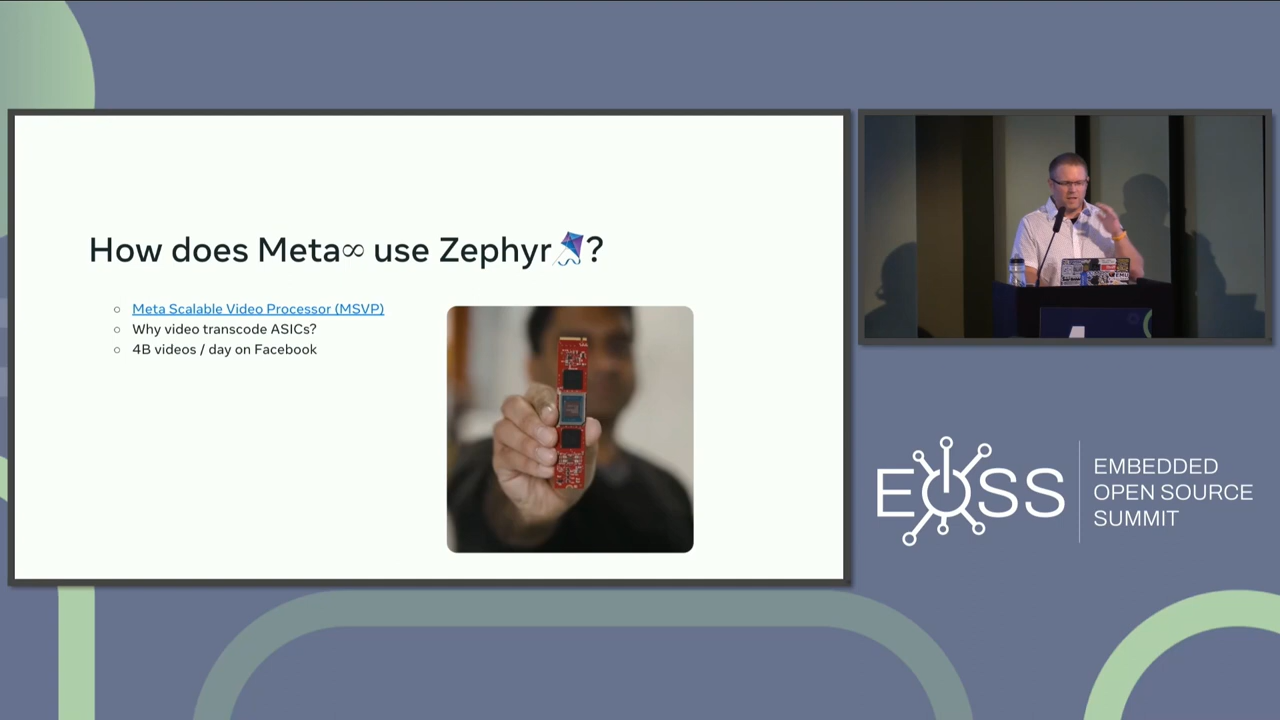 How does Meta∞ use Zephyr🪁?
○ Meta Scalable Video Processor (MSVP)
○ Why video transcode ASICs?
○ 4B videos / day on Facebook
EOSS
EMBEDDED
OPEN SOURCE
SUMMIT